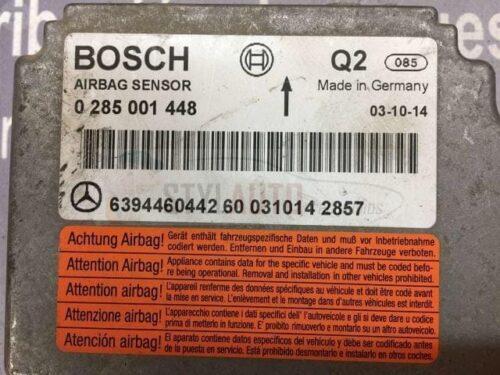 BOSCH
Q2 085
AIRBAG SENSOR
Made in Germany
0 285 001 448
03-10-14
STYLAUTO
6394460442 60 031014 2857
Achtung Airbag! Gerät enthält fahrzeugspezifische Daten und muß vor Inbetriebnahme
codiert werden. Entfernen und Einbau in andere Fahrzeuge verboten.
Attention Airbag! Appliance contains data for the specific vehicle and must be coded befo-
re being operational. Removal and installation in other vehicles prohibited.
Attention Airbag! L'appareil renferme des données spécifiques au véhicule et doit être codé avant
la mise en service. L'enlèvement et le montage dans d'autres véhicules est interdit.
Attenzione airbag! L'apparecchio contiene i dati specifici dell' l'autoveicolo e gli si deve dare u codice
prima di metterlo in funzione. E' proibito rimuoverlo e montarlo su un altro autoveicolo.
Atención airbag! El aparato contiene datos específicos del vehículo y debe ser codificado antes
de la puesta en servicio. Desmontarlo e instalarlo en otros coches.